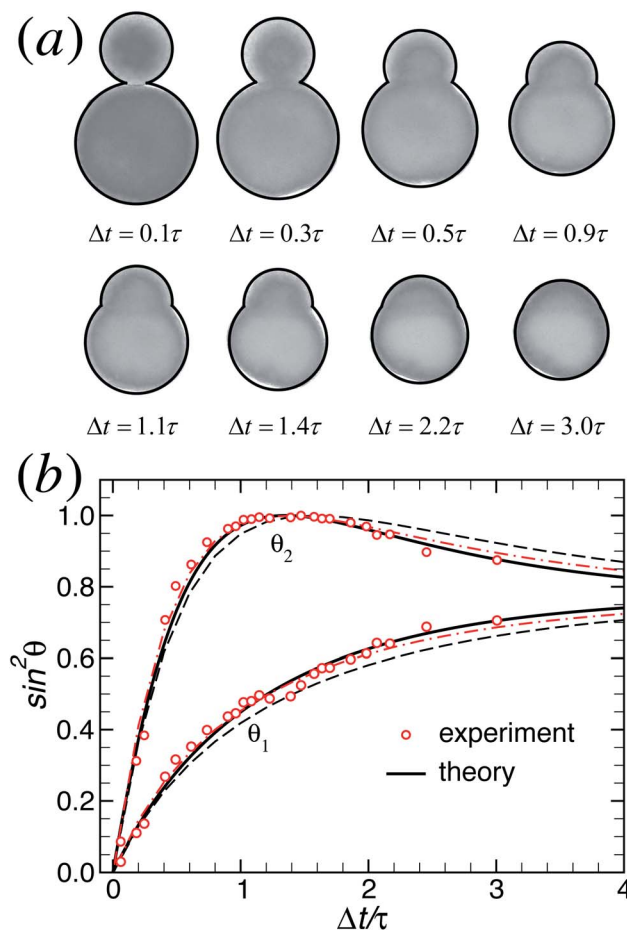 (a)
Δt = 0.1τ Δt = 0.3τ Δt = 0.5τ Δt = 0.9τ
Δt = 1.1τ Δt = 1.4τ Δt = 2.2τ Δt = 3.0τ
(b)
1.0
0.8
0.6
0.4
0.2
0.0
sin²θ
θ₂
θ₁
experiment
theory
0 1 2 3 4
Δt/τ